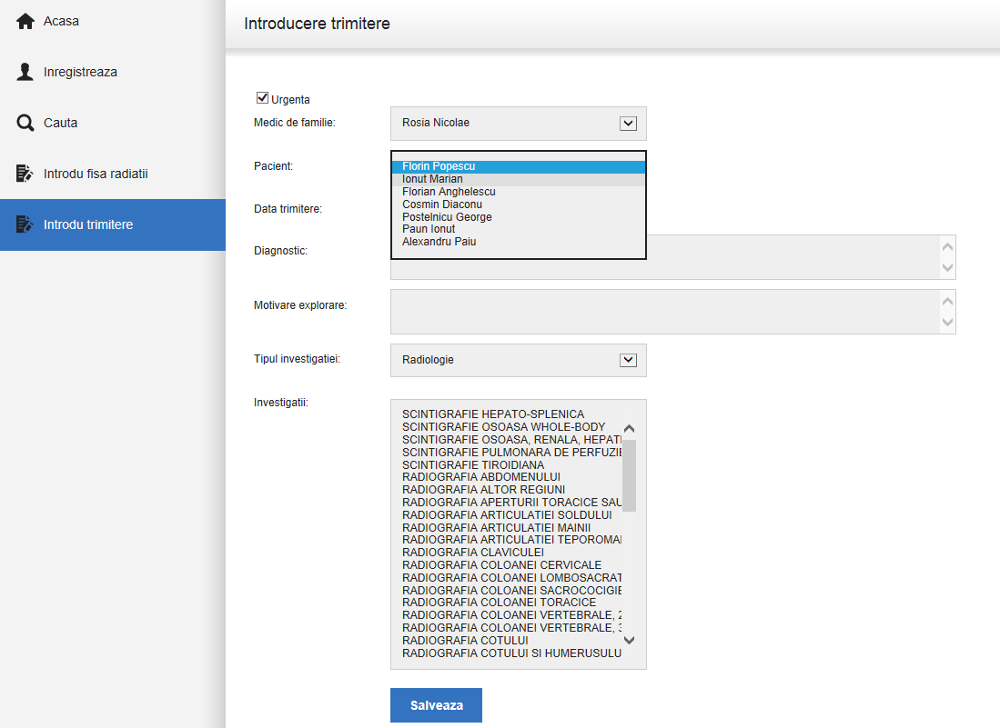 Acasa
Inregistreaza
Cauta
Introdu fisa radiatii
Introdu trimitere
Introducere trimitere
Urgenta
Medic de familie:
Rosia Nicolae
Pacient:
Florin Popescu
Ionut Marian
Florian Anghelescu
Cosmin Diaconu
Postelnicu George
Paun Ionut
Alexandru Paiu
Data trimitere:
Diagnostic:
Motivare explorare:
Tipul investigatiei:
Radiologie
Investigatii:
SCINTIGRAFIE HEPATO-SPLENICA
SCINTIGRAFIE OSOASA WHOLE-BODY
SCINTIGRAFIE OSOASA, RENALA, HEPATI
SCINTIGRAFIE PULMONARA DE PERFUZIE
SCINTIGRAFIE TIROIDIANA
RADIOGRAFIA ABDOMENULUI
RADIOGRAFIA ALTOR REGIUNI
RADIOGRAFIA APERTURII TORACICE SAU
RADIOGRAFIA ARTICULATIEI SOLDULUI
RADIOGRAFIA ARTICULATIEI MAINII
RADIOGRAFIA ARTICULATIEI TEPOROMAI
RADIOGRAFIA CLAVICULEI
RADIOGRAFIA COLOANEI CERVICALE
RADIOGRAFIA COLOANEI LOMBOSACRAT
RADIOGRAFIA COLOANEI SACROCOCIGIE
RADIOGRAFIA COLOANEI TORACICE
RADIOGRAFIA COLOANEI VERTEBRALE, 2
RADIOGRAFIA COLOANEI VERTEBRALE, 3
RADIOGRAFIA COTULUI
RADIOGRAFIA COTULUI SI HUMERUSULU
Salveaza